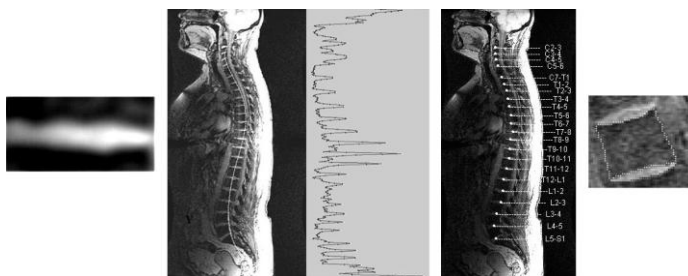 C2-3
C3-4
C4-5
C5-6
C7-T1
T1-2
T2-3
T3-4
T4-5
T5-6
T6-7
T7-8
T8-9
T9-10
T10-11
T11-12
T12-L1
L1-2
L2-3
L3-4
L4-5
L5-S1